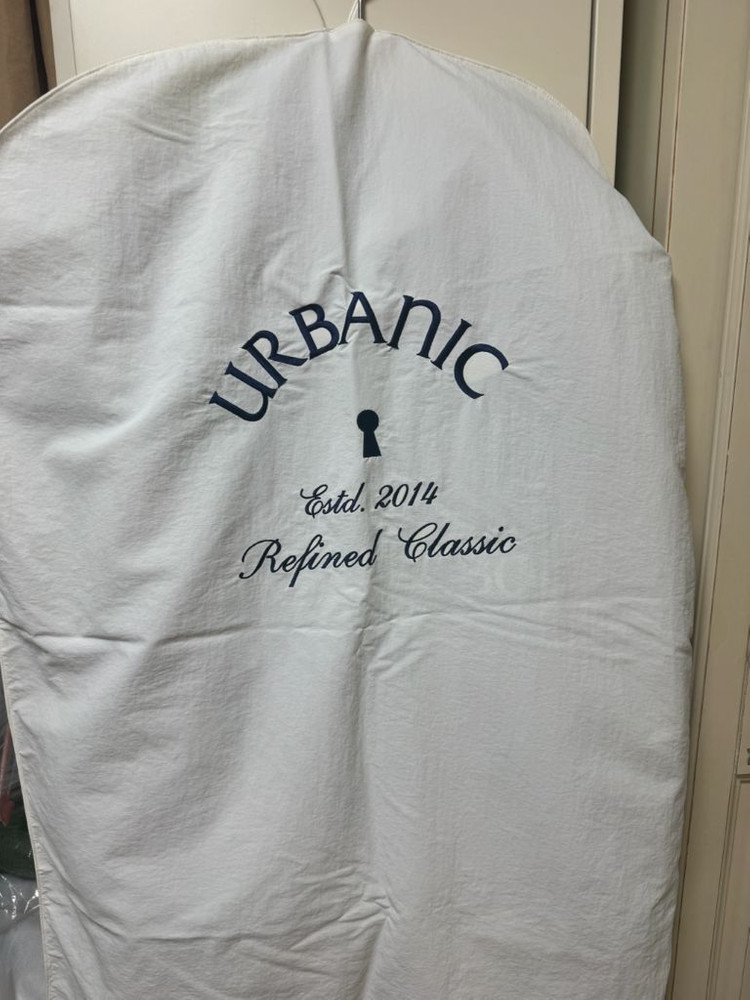 URBANIC
Estd. 2014
Refined Classic